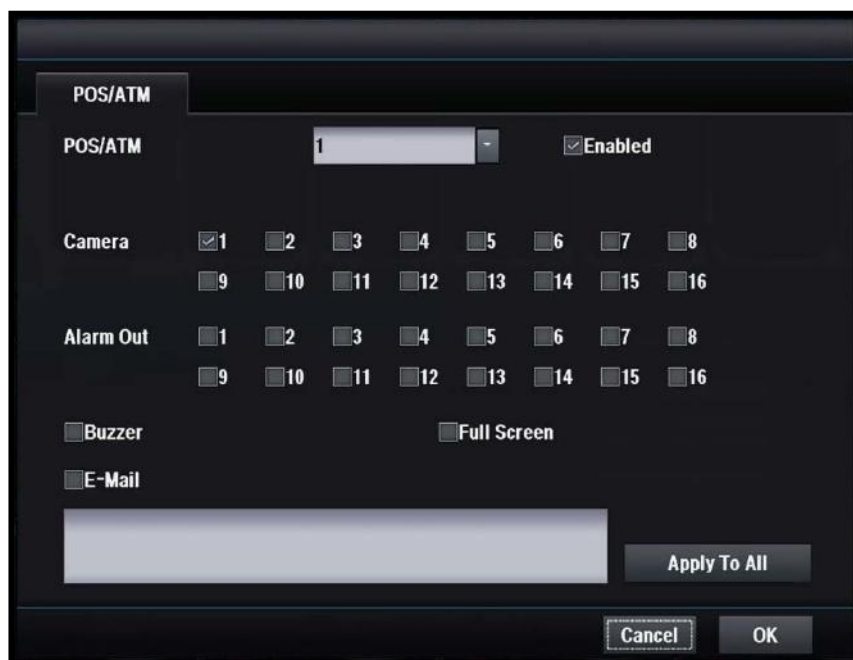 POS/ATM
POS/ATM 1 Enabled
Camera 1 2 3 4 5 6 7 8
9 10 11 12 13 14 15 16
Alarm Out 1 2 3 4 5 6 7 8
9 10 11 12 13 14 15 16
Buzzer Full Screen
E-Mail
Apply To All
Cancel OK